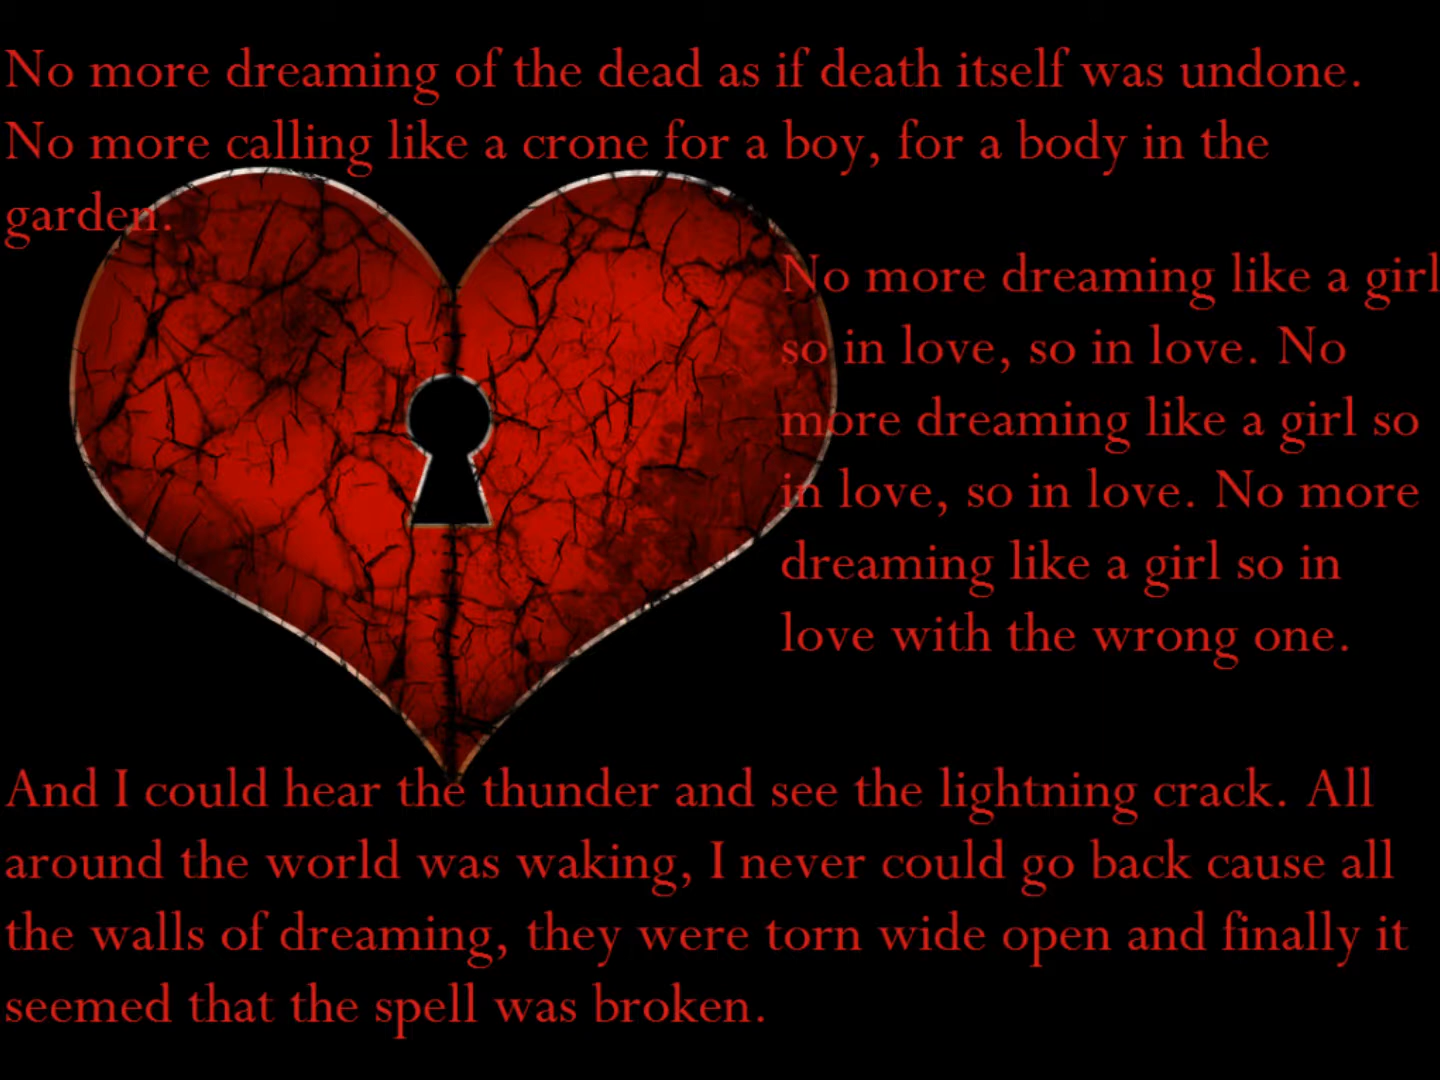 No more dreaming of the dead as if death itself was undone.
No more calling like a crone for a boy, for a body in the
garden.
No more dreaming like a girl
so in love, so in love. No
more dreaming like a girl so
in love, so in love. No more
dreaming like a girl so in
love with the wrong one.
And I could hear the thunder and see the lightning crack. All
around the world was waking, I never could go back cause all
the walls of dreaming, they were torn wide open and finally it
seemed that the spell was broken.